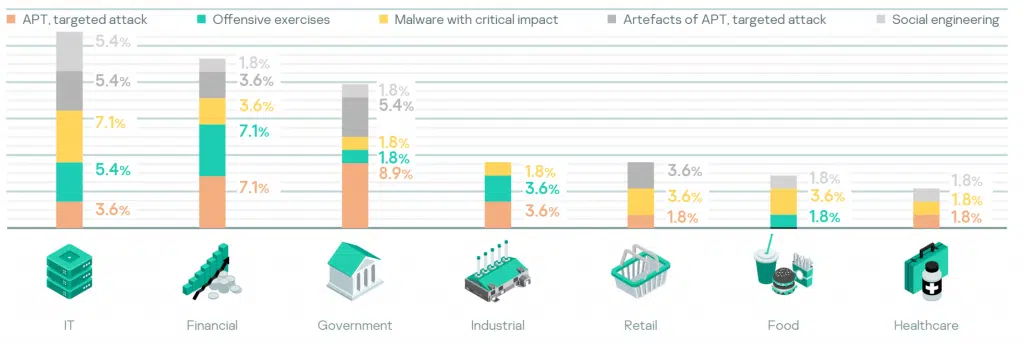 APT, targeted attack
Offensive exercises
Malware with critical impact
Artefacts of APT, targeted attack
Social engineering
5.4%
5.4%
7.1%
5.4%
3.6%
1.8%
3.6%
3.6%
7.1%
7.1%
1.8%
5.4%
1.8%
1.8%
8.9%
1.8%
3.6%
3.6%
3.6%
3.6%
1.8%
1.8%
3.6%
1.8%
1.8%
1.8%
1.8%
IT
Financial
Government
Industrial
Retail
Food
Healthcare